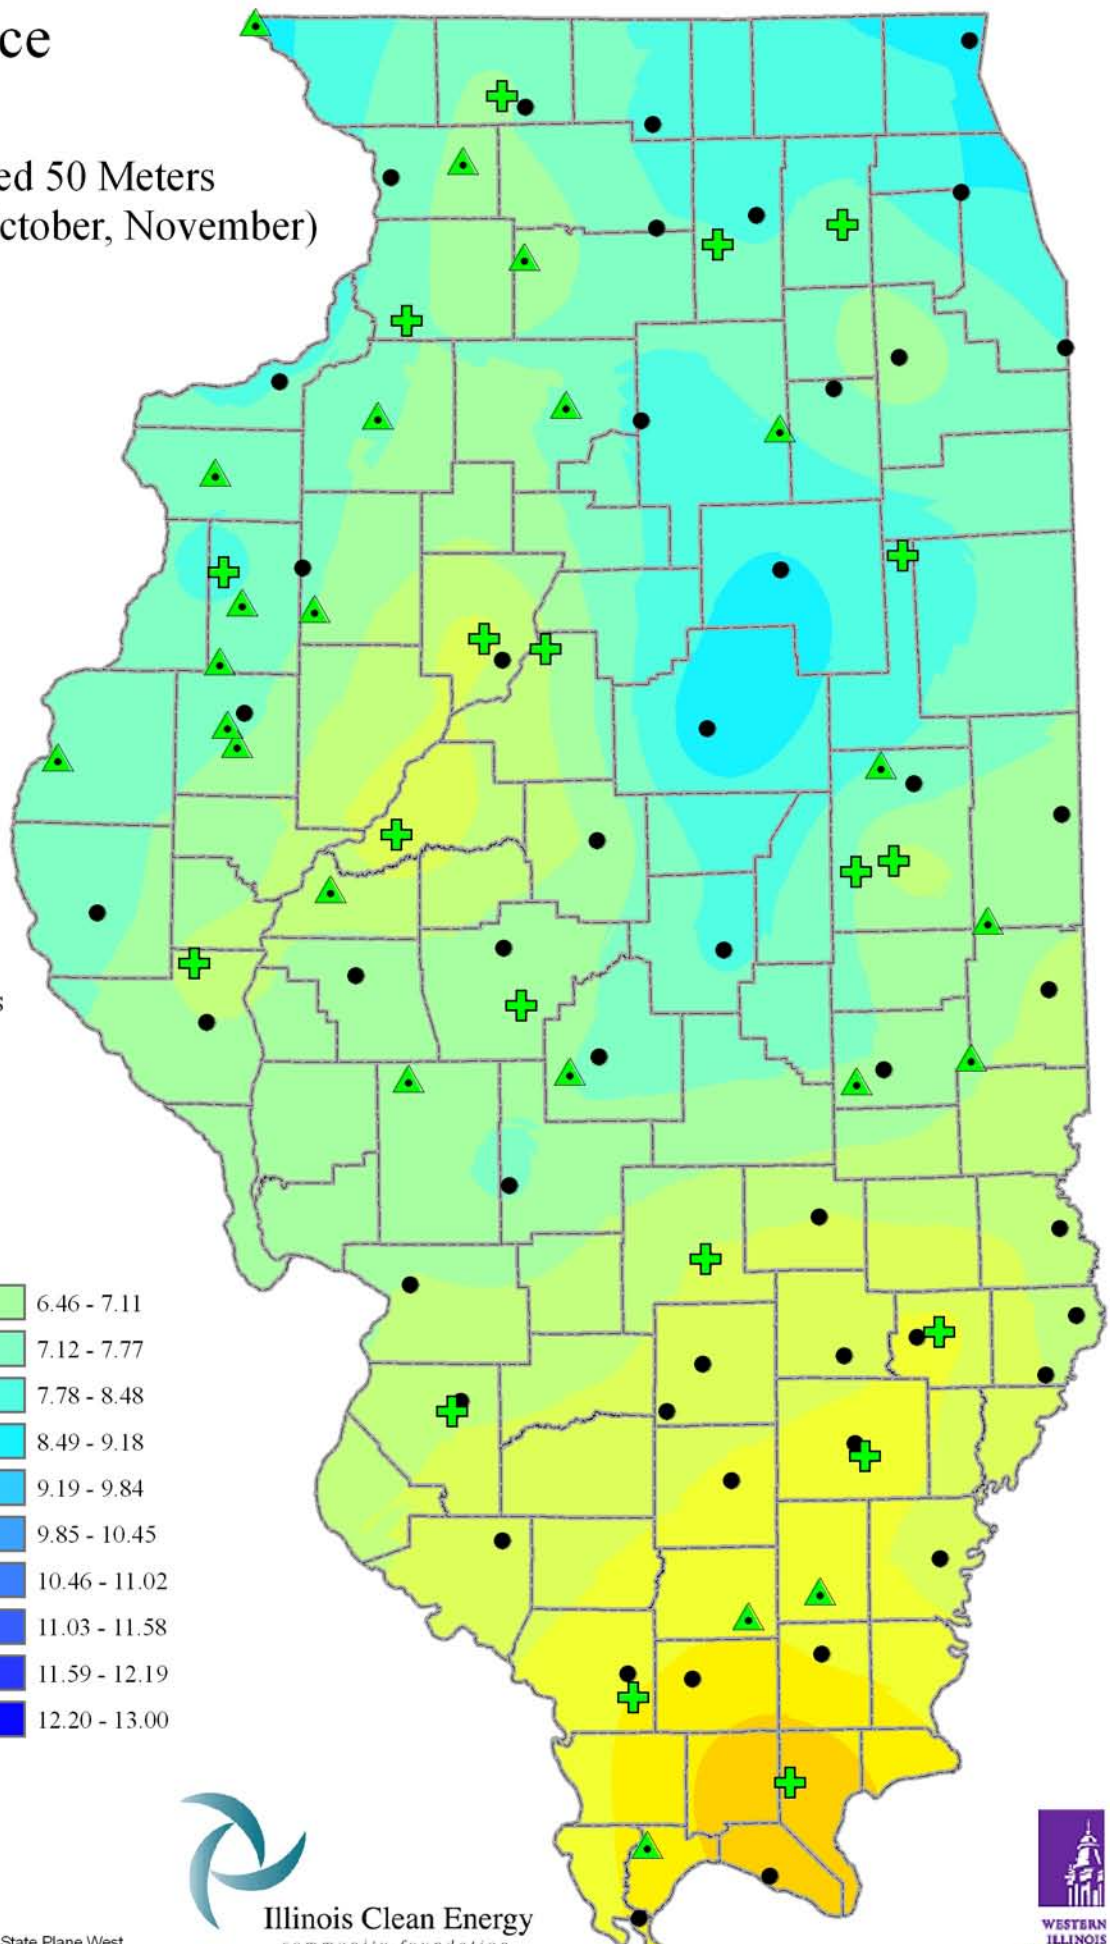 ce
ed 50 Meters
ctober, November)
s
6.46 - 7.11
7.12 - 7.77
7.78 - 8.48
8.49 - 9.18
9.19 - 9.84
9.85 - 10.45
10.46 - 11.02
11.03 - 11.58
11.59 - 12.19
12.20 - 13.00
Illinois Clean Energy
community foundation
WESTERN
ILLINOIS
State Plane West